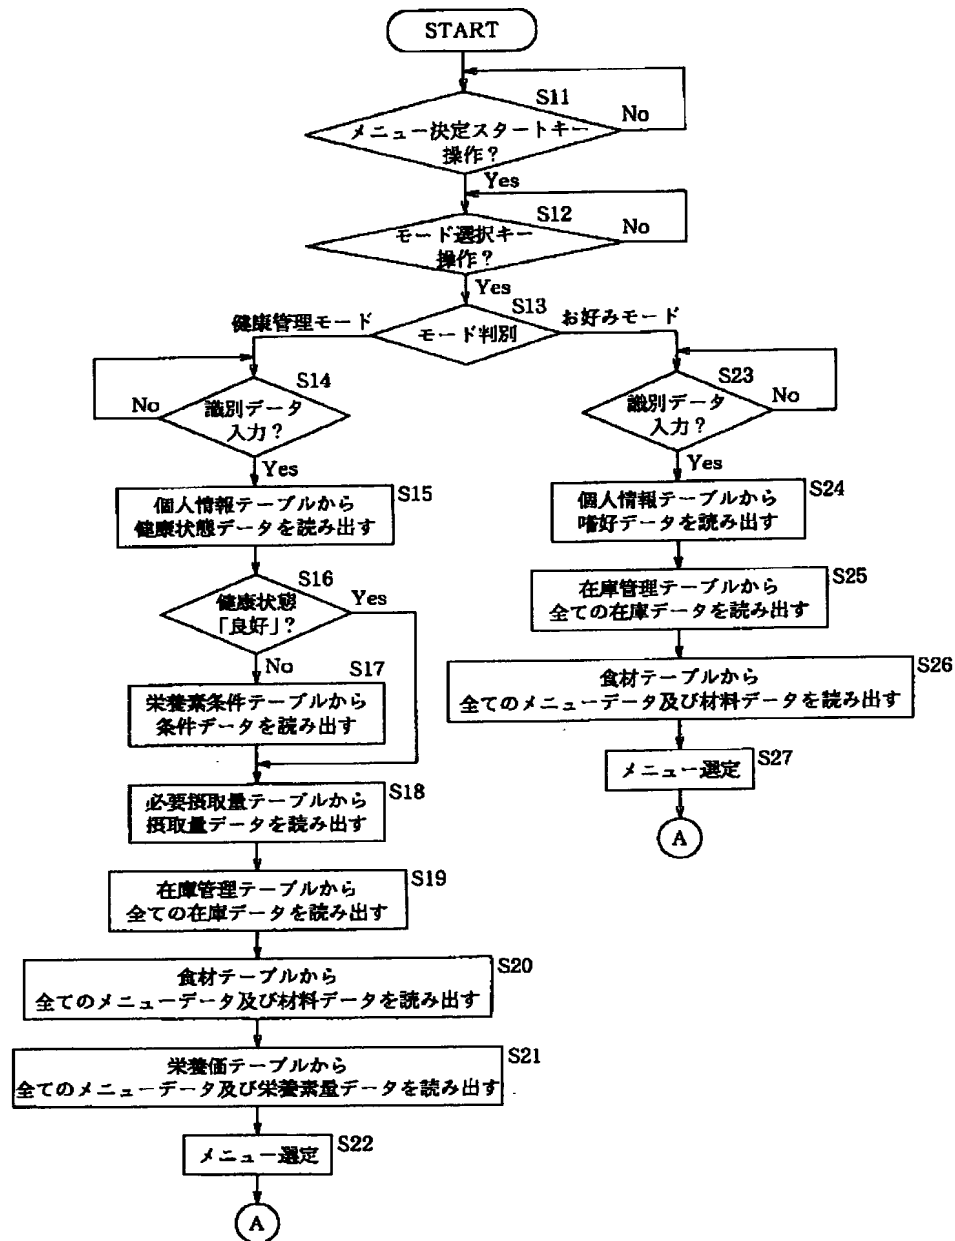 START
S11
No
メニュー決定スタートキー
操作？
Yes
S12
No
モード選択キー
操作？
Yes
S13
健康管理モード
お好みモード
モード判別
S14
No
識別データ
入力？
Yes
S15
個人情報テーブルから
健康状態データを読み出す
S16
Yes
健康状態
「良好」？
No
S17
栄養素条件テーブルから
条件データを読み出す
S18
必要摂取量テーブルから
摂取量データを読み出す
S19
在庫管理テーブルから
全ての在庫データを読み出す
S20
食材テーブルから
全てのメニューデータ及び材料データを読み出す
S21
栄養価テーブルから
全てのメニューデータ及び栄養素量データを読み出す
S22
メニュー選定
A
S23
No
識別データ
入力？
Yes
S24
個人情報テーブルから
嗜好データを読み出す
S25
在庫管理テーブルから
全ての在庫データを読み出す
S26
食材テーブルから
全てのメニューデータ及び材料データを読み出す
S27
メニュー選定
A